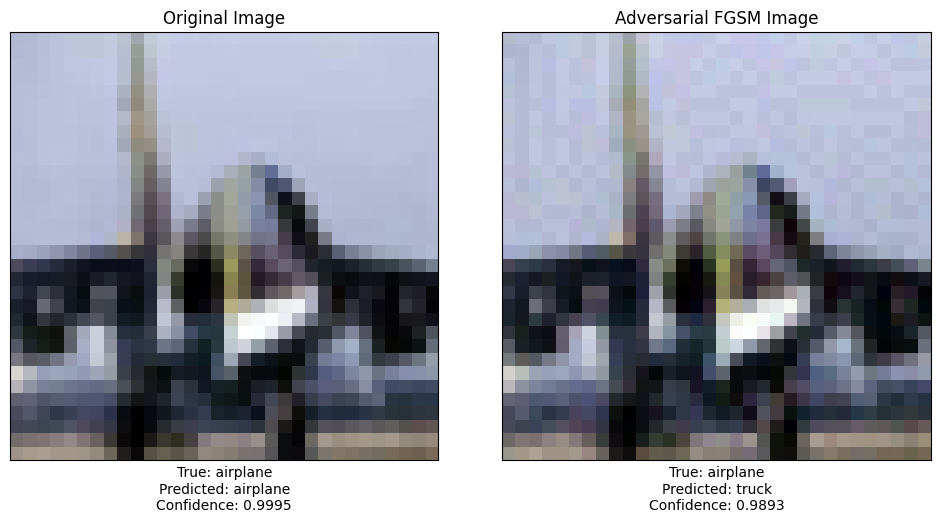 Original Image
Adversarial FGSM Image
True: airplane
Predicted: airplane
Confidence: 0.9995
True: airplane
Predicted: truck
Confidence: 0.9893